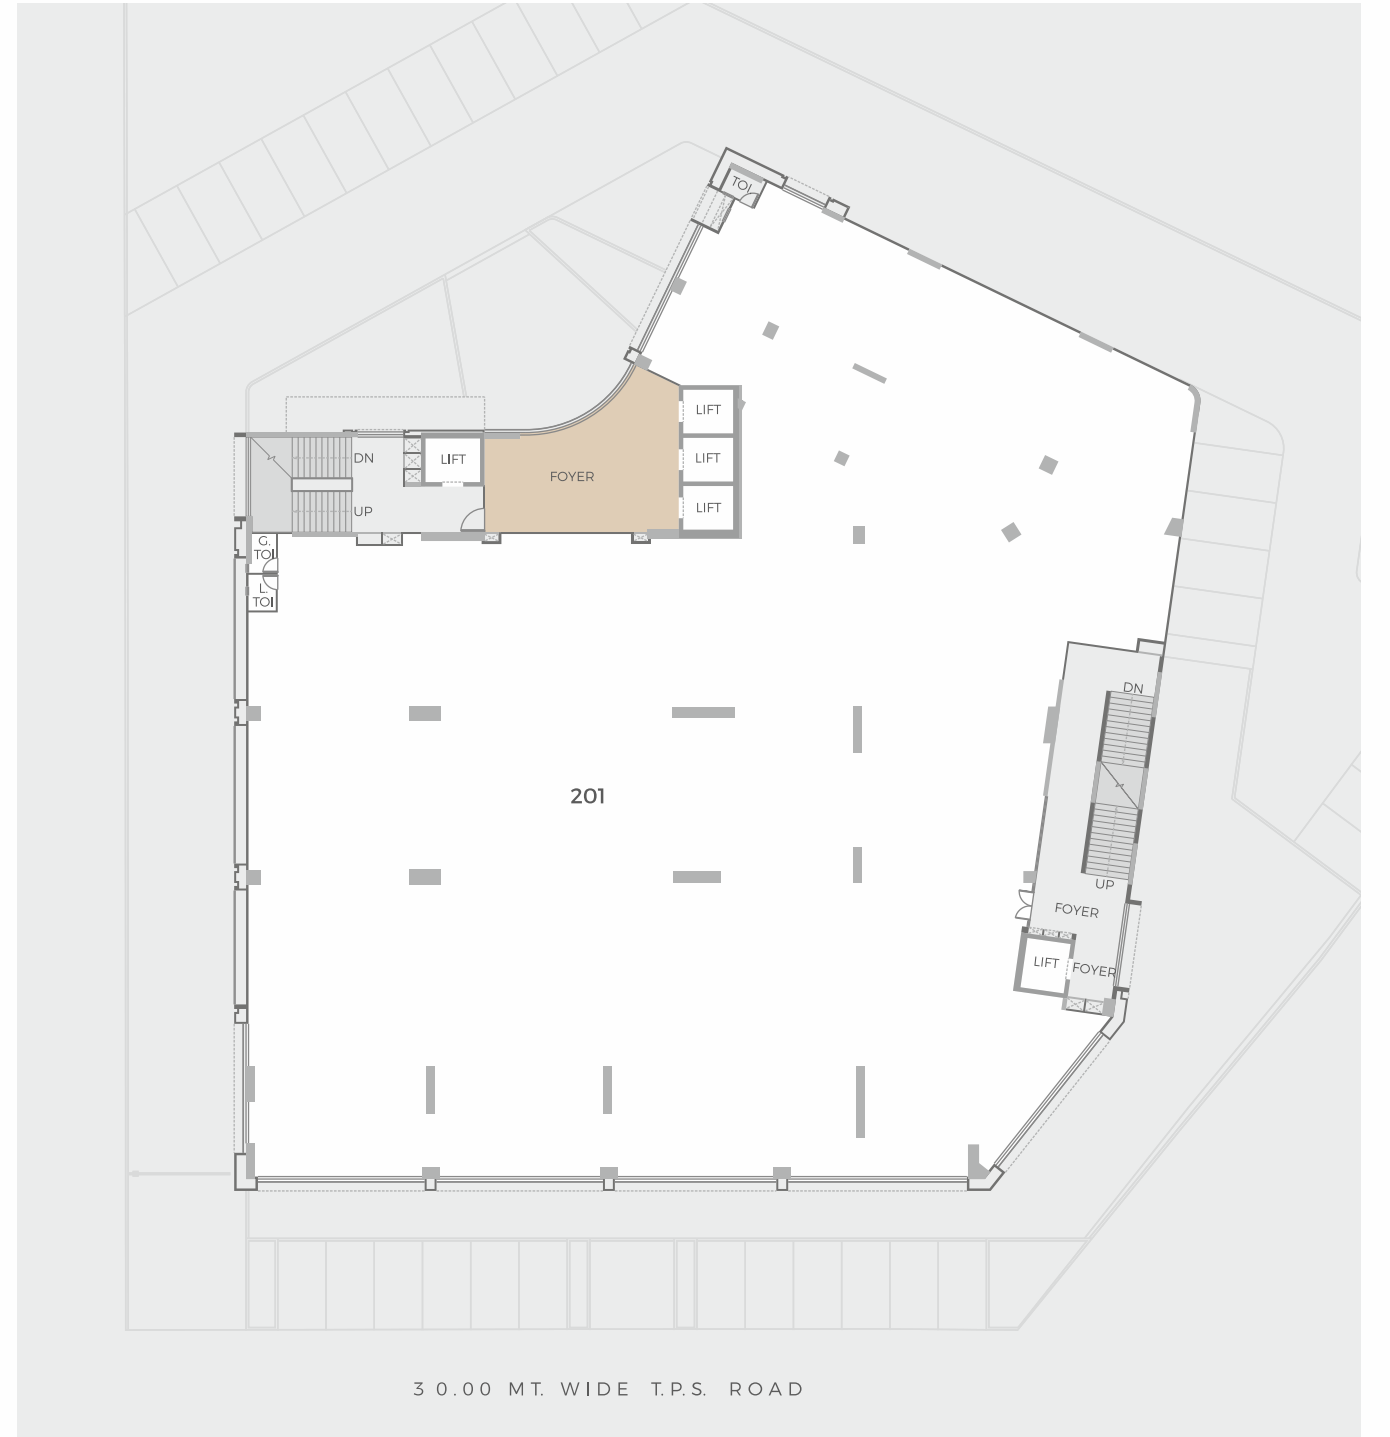 TOI.
LIFT
DN
LIFT
LIFT
FOYER
UP
LIFT
G.
TOI
L.
TOI
DN
201
UP
FOYER
LIFT
FOYER
30.00 MT. WIDE T.P.S. ROAD